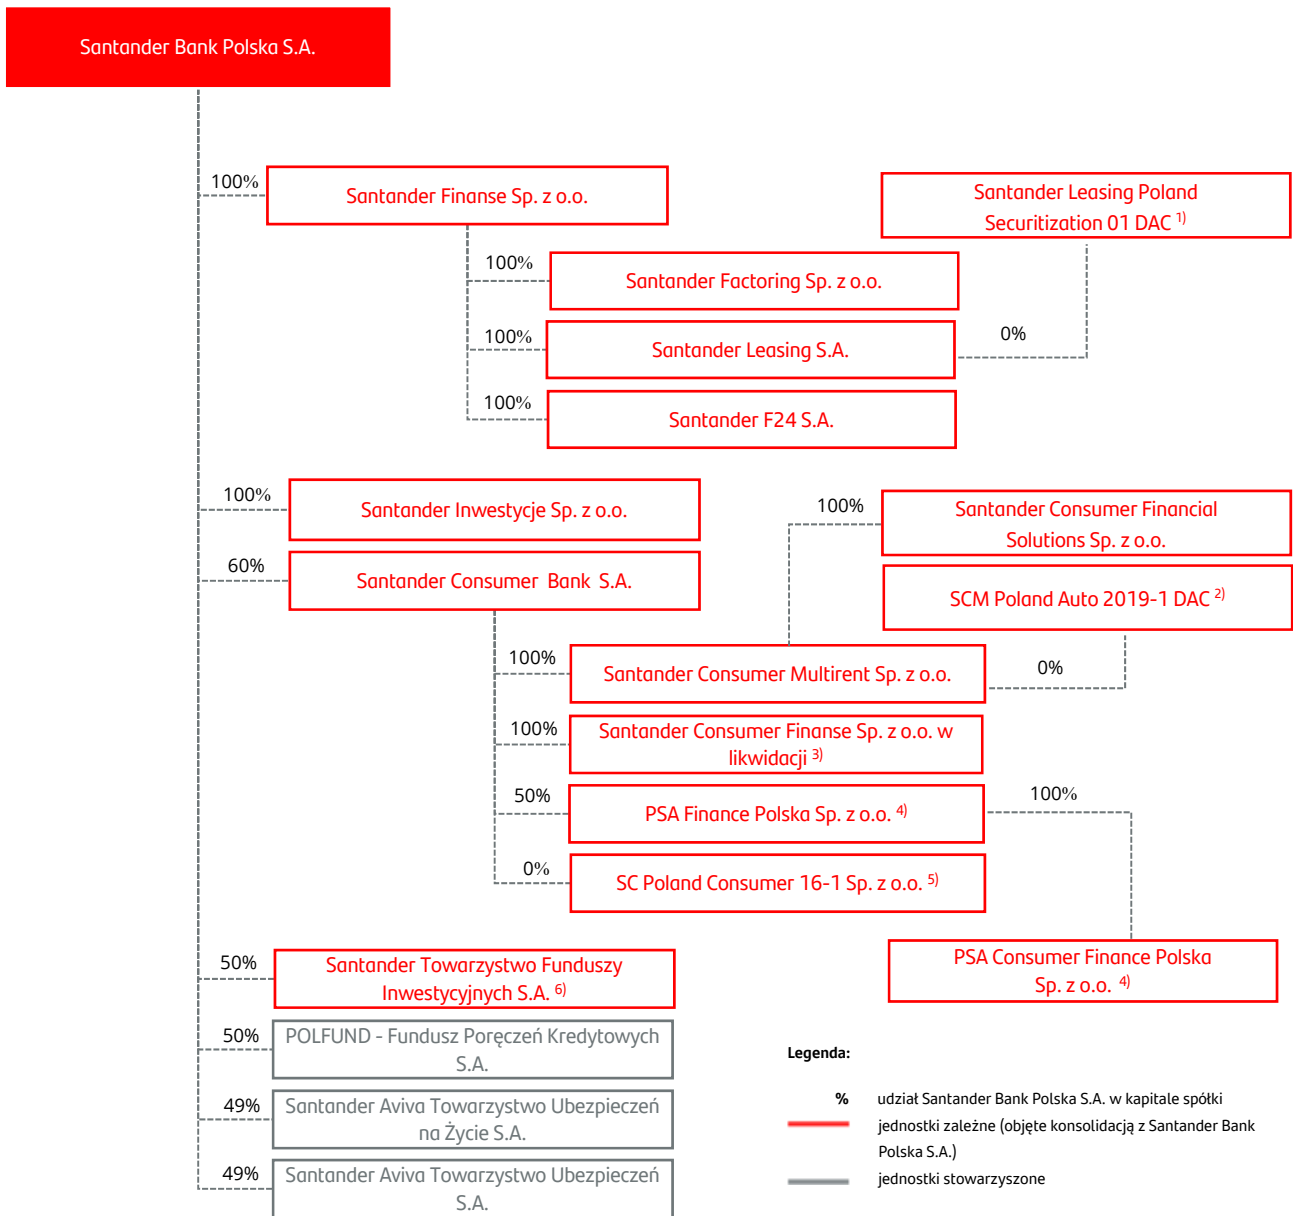 Santander Bank Polska S.A.
100%
Santander Finanse Sp. z o.o.
Santander Leasing Poland
Securitization 01 DAC 1)
100%
Santander Factoring Sp. z o.o.
100%
Santander Leasing S.A.
0%
100%
Santander F24 S.A.
100%
Santander Inwestycje Sp. z o.o.
100%
Santander Consumer Financial
Solutions Sp. z o.o.
60%
Santander Consumer Bank S.A.
SCM Poland Auto 2019-1 DAC 2)
100%
Santander Consumer Multirent Sp. z o.o.
0%
100%
Santander Consumer Finanse Sp. z o.o. w
likwidacji 3)
50%
PSA Finance Polska Sp. z o.o. 4)
100%
0%
SC Poland Consumer 16-1 Sp. z o.o. 5)
50%
Santander Towarzystwo Funduszy
Inwestycyjnych S.A. 6)
PSA Consumer Finance Polska
Sp. z o.o. 4)
50%
POLFUND - Fundusz Poręczeń Kredytowych
S.A.
49%
Santander Aviva Towarzystwo Ubezpieczeń
na Życie S.A.
49%
Santander Aviva Towarzystwo Ubezpieczeń
S.A.
Legenda:
% udział Santander Bank Polska S.A. w kapitale spółki
jednostki zależne (objęte konsolidacją z Santander Bank
Polska S.A.)
jednostki stowarzyszone